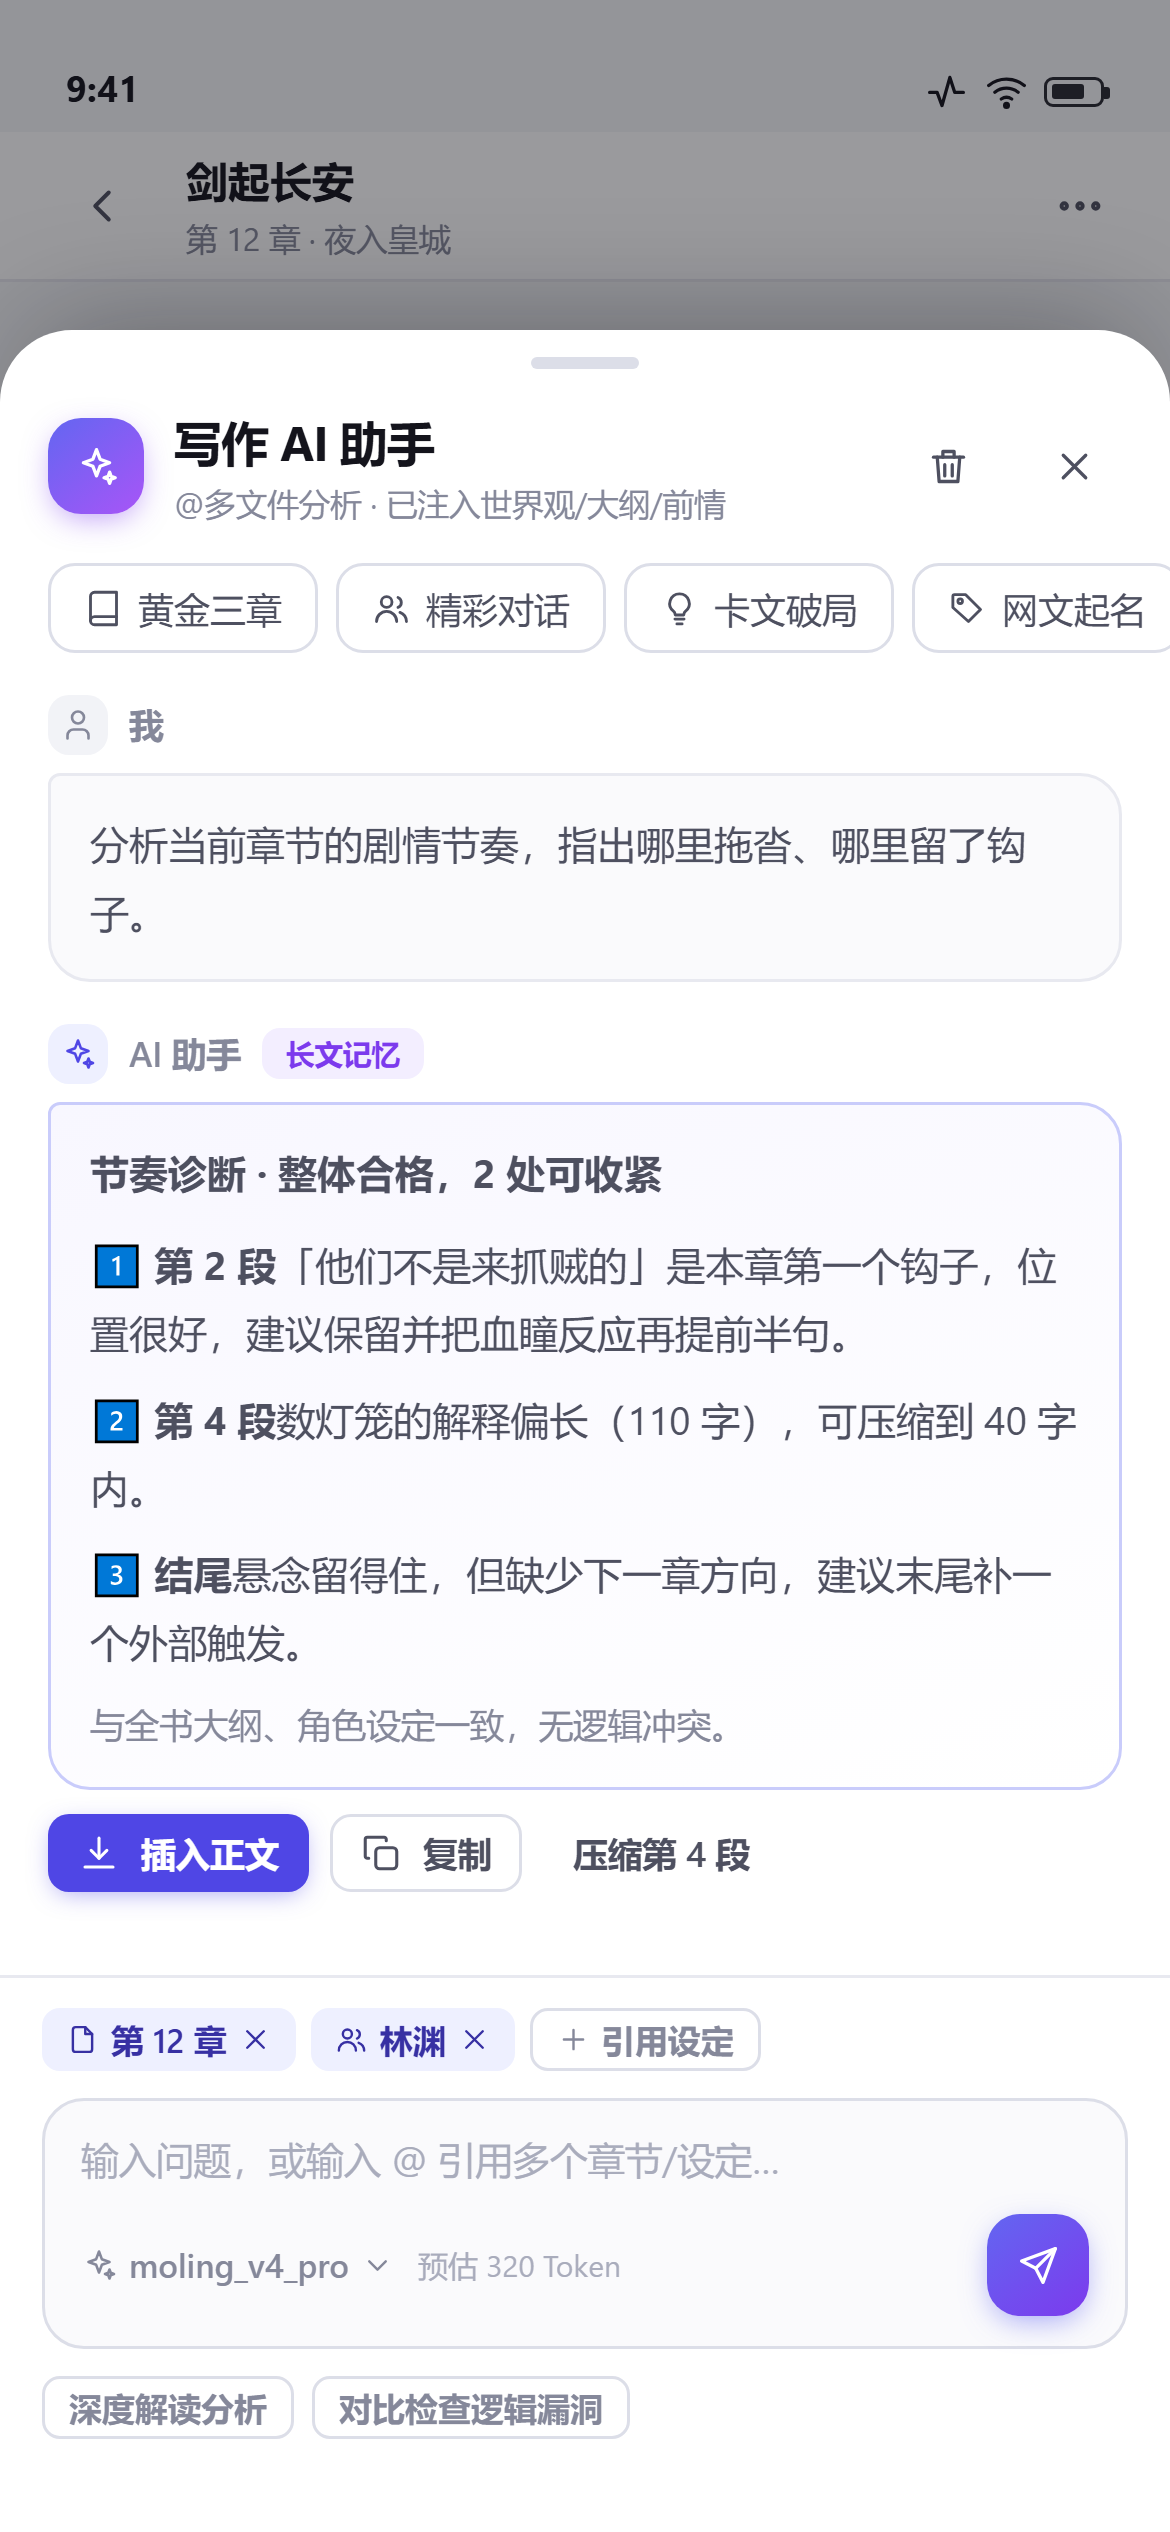 9:41
剑起长安
第 12 章 · 夜入皇城
写作 AI 助手
@多文件分析 · 已注入世界观/大纲/前情
黄金三章
精彩对话
卡文破局
网文起名
我
分析当前章节的剧情节奏，指出哪里拖沓、哪里留了钩
子。
AI 助手
长文记忆
节奏诊断 · 整体合格，2 处可收紧
1 第 2 段「他们不是来抓贼的」是本章第一个钩子，位
置很好，建议保留并把血瞳反应再提前半句。
2 第 4 段数灯笼的解释偏长（110 字），可压缩到 40 字
内。
3 结尾悬念留得住，但缺少下一章方向，建议末尾补一
个外部触发。
与全书大纲、角色设定一致，无逻辑冲突。
插入正文
复制
压缩第 4 段
第 12 章
林渊
引用设定
输入问题，或输入 @ 引用多个章节/设定...
moling_v4_pro
预估 320 Token
深度解读分析
对比检查逻辑漏洞